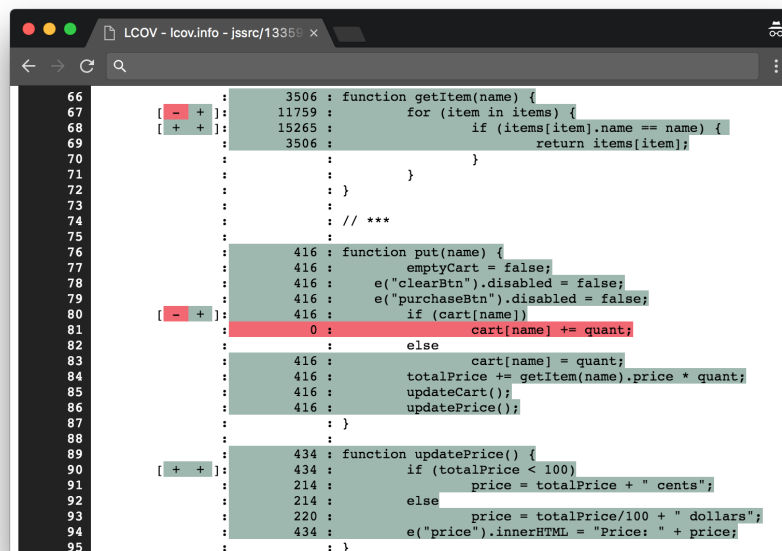 LCOV - lcov.info - jssrc/13359 ×
66 : 3506 : function getItem(name) {
67 [ - + ]: 11759 : for (item in items) {
68 [ + + ]: 15265 : if (items[item].name == name) {
69 : 3506 : return items[item];
70 : : }
71 : : }
72 : : }
73 : :
74 : : // ***
75 : :
76 : 416 : function put(name) {
77 : 416 : emptyCart = false;
78 : 416 : e("clearBtn").disabled = false;
79 : 416 : e("purchaseBtn").disabled = false;
80 [ - + ]: 416 : if (cart[name])
81 : 0 : cart[name] += quant;
82 : : else
83 : 416 : cart[name] = quant;
84 : 416 : totalPrice += getItem(name).price * quant;
85 : 416 : updateCart();
86 : 416 : updatePrice();
87 : : }
88 : :
89 : 434 : function updatePrice() {
90 [ + + ]: 434 : if (totalPrice < 100)
91 : 214 : price = totalPrice + " cents";
92 : 214 : else
93 : 220 : price = totalPrice/100 + " dollars";
94 : 434 : e("price").innerHTML = "Price: " + price;
95 : : }